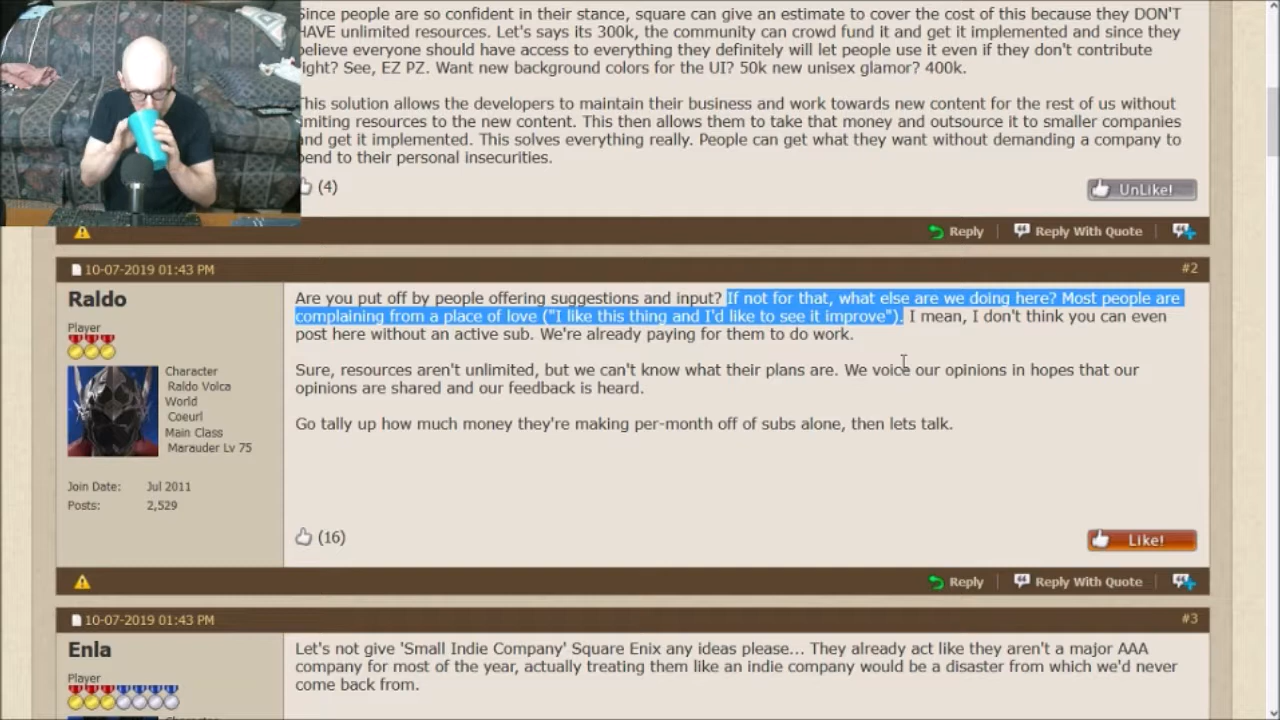 Since people are so confident in their stance, square can give an estimate to cover the cost of this because they DON'T
HAVE unlimited resources. Let's says its 300k, the community can crowd fund it and get it implemented and since they
believe everyone should have access to everything they definitely will let people use it even if they don't contribute
right? See, EZ PZ. Want new background colors for the UI? 50k new unisex glamor? 400k.
This solution allows the developers to maintain their business and work towards new content for the rest of us without
limiting resources to the new content. This then allows them to take that money and outsource it to smaller companies
and get it implemented. This solves everything really. People can get what they want without demanding a company to
bend to their personal insecurities.
(4)
UnLike!
Reply
Reply With Quote
10-07-2019 01:43 PM
#2
Raldo
Player
Character
Raldo Volca
World
Coeurl
Main Class
Marauder Lv 75
Join Date: Jul 2011
Posts: 2,529
Are you put off by people offering suggestions and input? If not for that, what else are we doing here? Most people are
complaining from a place of love ("I like this thing and I'd like to see it improve"). I mean, I don't think you can even
post here without an active sub. We're already paying for them to do work.
Sure, resources aren't unlimited, but we can't know what their plans are. We voice our opinions in hopes that our
opinions are shared and our feedback is heard.
Go tally up how much money they're making per-month off of subs alone, then lets talk.
(16)
Like!
Reply
Reply With Quote
10-07-2019 01:43 PM
#3
Enla
Player
Let's not give 'Small Indie Company' Square Enix any ideas please... They already act like they aren't a major AAA
company for most of the year, actually treating them like an indie company would be a disaster from which we'd never
come back from.